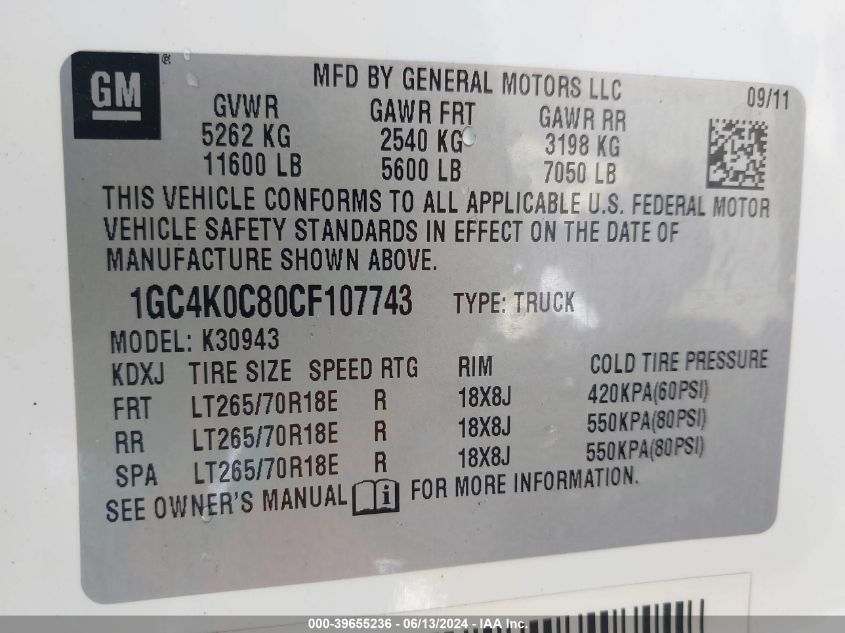 GM ®
MFD BY GENERAL MOTORS LLC
09/11
GVWR GAWR FRT GAWR RR
5262 KG 2540 KG 3198 KG
11600 LB 5600 LB 7050 LB
THIS VEHICLE CONFORMS TO ALL APPLICABLE U.S. FEDERAL MOTOR
VEHICLE SAFETY STANDARDS IN EFFECT ON THE DATE OF
MANUFACTURE SHOWN ABOVE.
1GC4K0C80CF107743 TYPE: TRUCK
MODEL: K30943
KDXJ TIRE SIZE SPEED RTG RIM COLD TIRE PRESSURE
FRT LT265/70R18E R 18X8J 420KPA(60PSI)
RR LT265/70R18E R 18X8J 550KPA(80PSI)
SPA LT265/70R18E R 18X8J 550KPA(80PSI)
SEE OWNER'S MANUAL i FOR MORE INFORMATION.
000-39655236 - 06/13/2024 - IAA Inc.